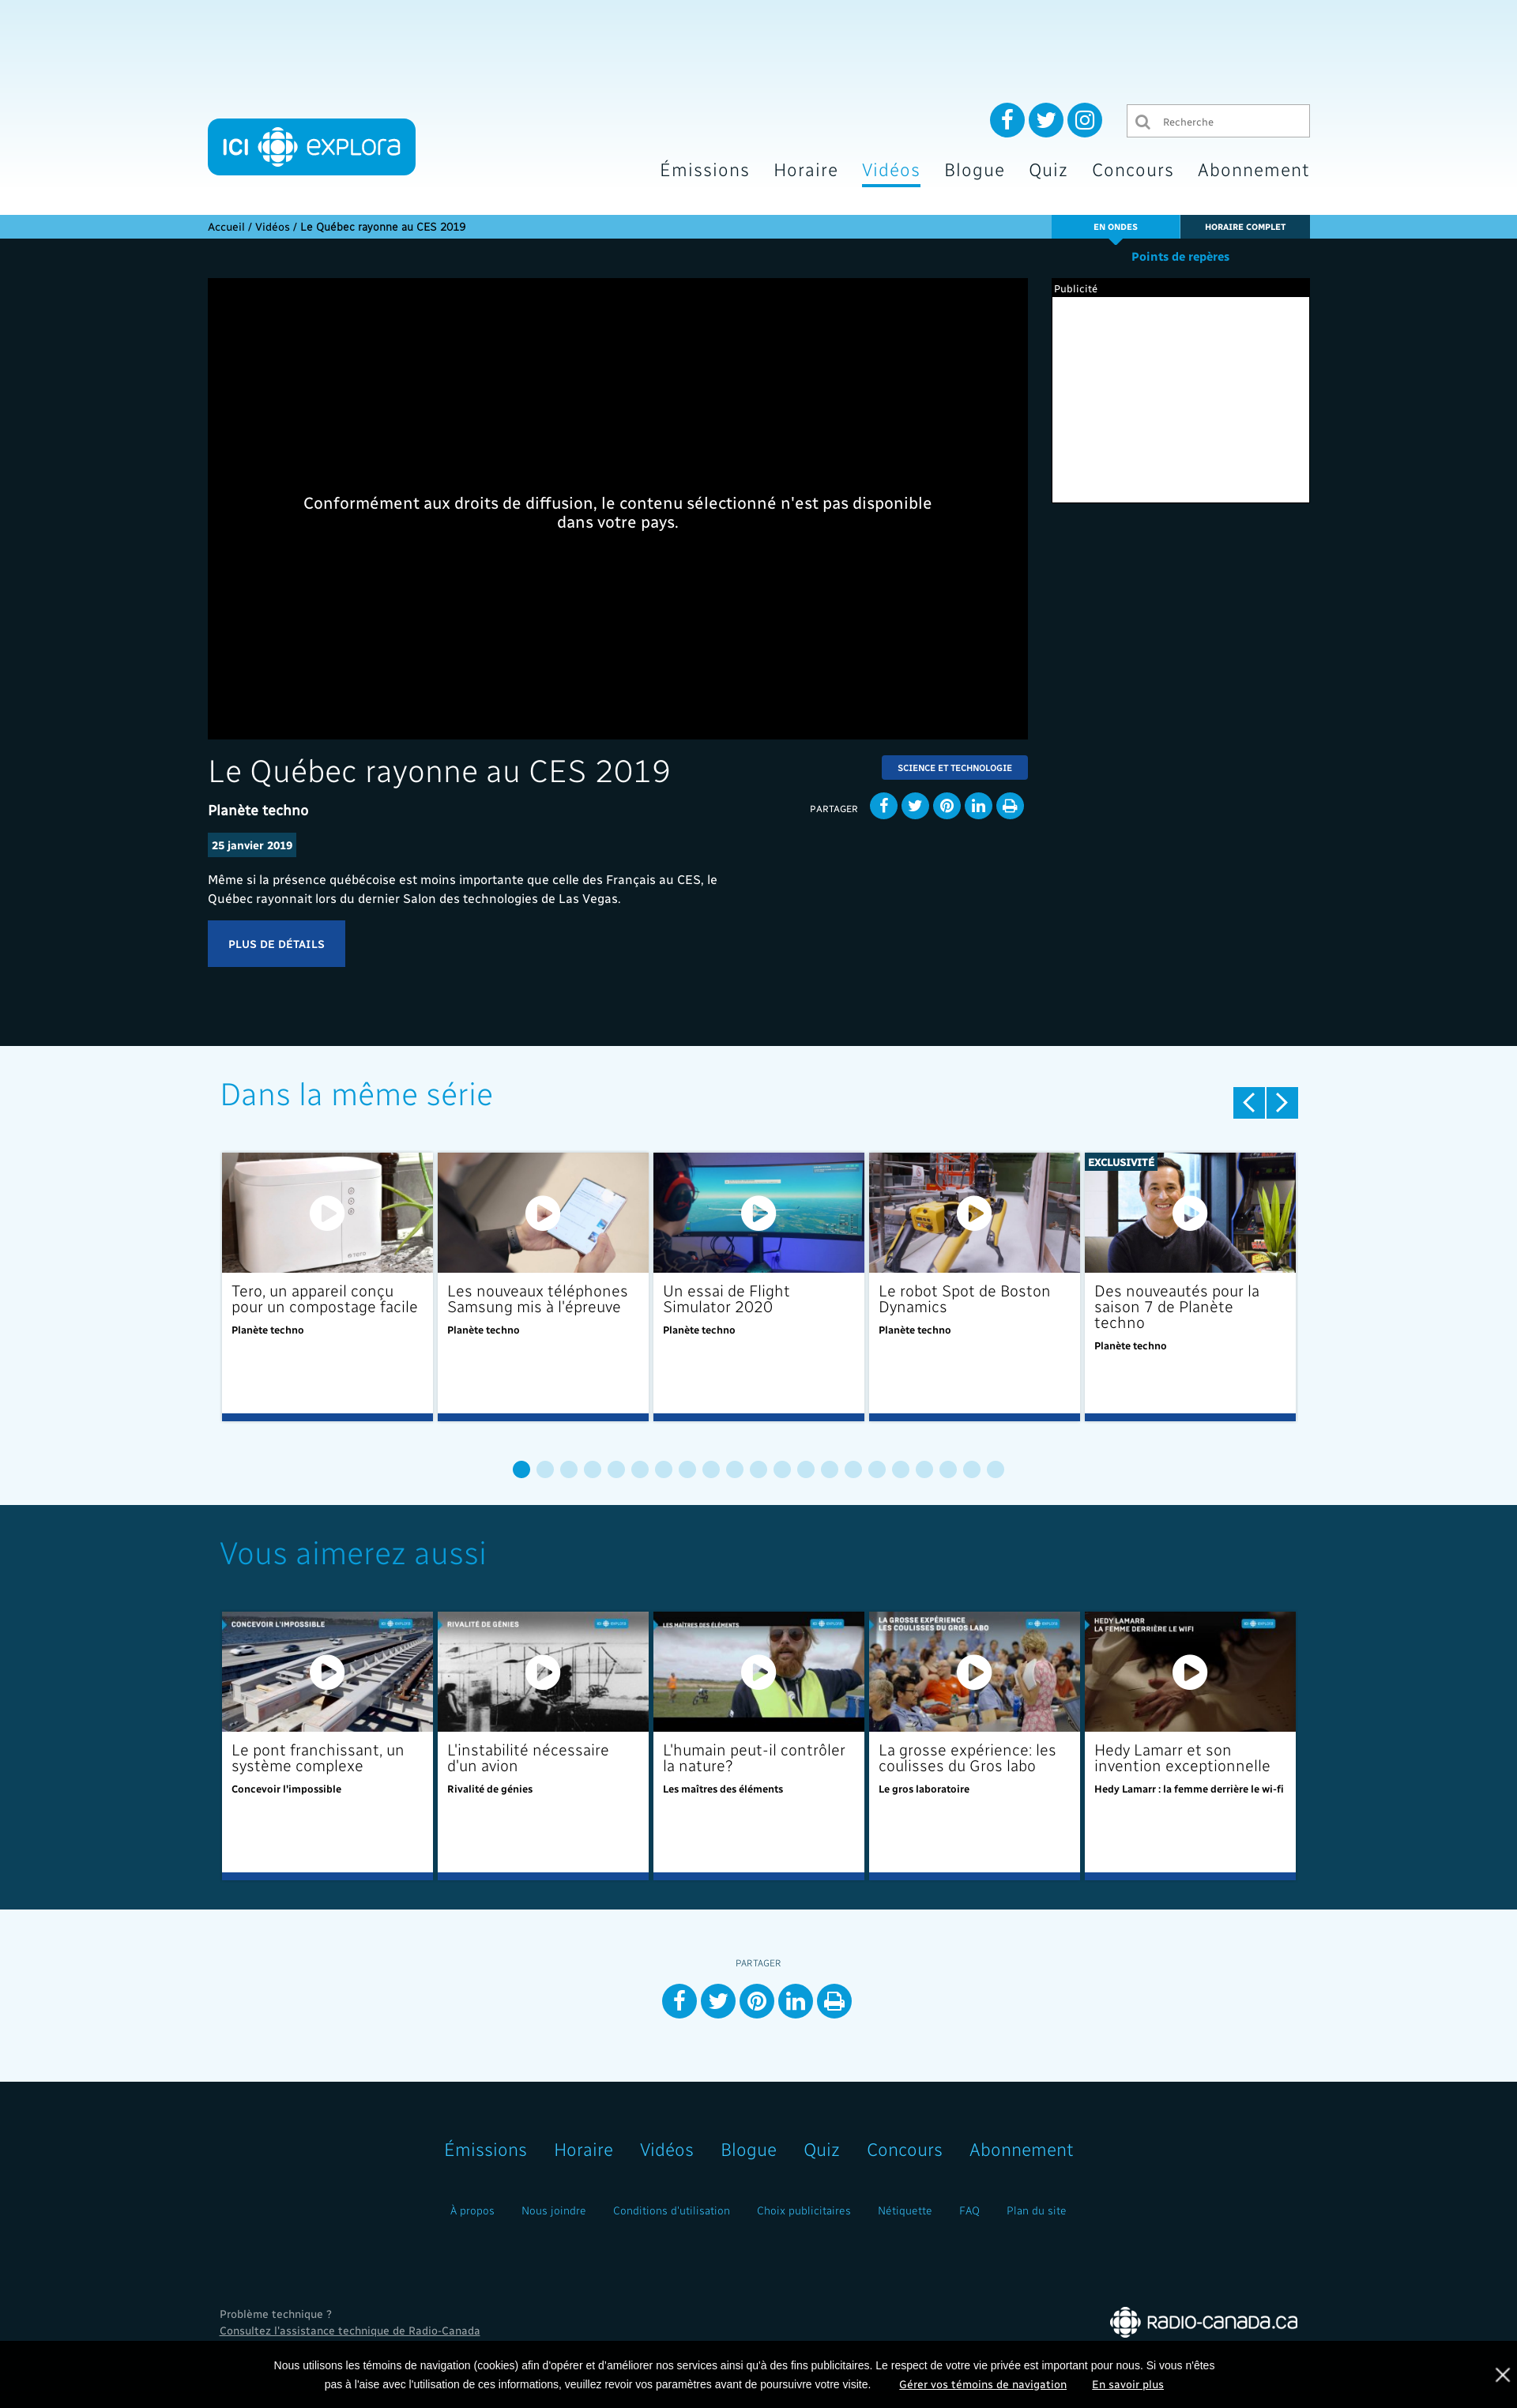 ICI explora
Recherche
Émissions Horaire Vidéos Blogue Quiz Concours Abonnement
Accueil / Vidéos / Le Québec rayonne au CES 2019
EN ONDES
HORAIRE COMPLET
Points de repères
Publicité
Conformément aux droits de diffusion, le contenu sélectionné n'est pas disponible
dans votre pays.
Le Québec rayonne au CES 2019
SCIENCE ET TECHNOLOGIE
Planète techno
PARTAGER
25 janvier 2019
Même si la présence québécoise est moins importante que celle des Français au CES, le
Québec rayonnait lors du dernier Salon des technologies de Las Vegas.
PLUS DE DÉTAILS
Dans la même série
TERO
Tero, un appareil conçu
pour un compostage facile
Planète techno
Les nouveaux téléphones
Samsung mis à l'épreuve
Planète techno
Un essai de Flight
Simulator 2020
Planète techno
Le robot Spot de Boston
Dynamics
Planète techno
EXCLUSIVITÉ
Des nouveautés pour la
saison 7 de Planète
techno
Planète techno
Vous aimerez aussi
CONCEVOIR L'IMPOSSIBLE
ICI EXPLORA
Le pont franchissant, un
système complexe
Concevoir l'impossible
RIVALITÉ DE GÉNIES
ICI EXPLORA
L'instabilité nécessaire
d'un avion
Rivalité de génies
LES MAÎTRES DES ÉLÉMENTS
ICI EXPLORA
L'humain peut-il contrôler
la nature?
Les maîtres des éléments
LA GROSSE EXPÉRIENCE
LES COULISSES DU GROS LABO
ICI EXPLORA
La grosse expérience: les
coulisses du Gros labo
Le gros laboratoire
HEDY LAMARR
LA FEMME DERRIÈRE LE WIFI
ICI EXPLORA
Hedy Lamarr et son
invention exceptionnelle
Hedy Lamarr : la femme derrière le wi-fi
PARTAGER
Émissions Horaire Vidéos Blogue Quiz Concours Abonnement
À propos Nous joindre Conditions d'utilisation Choix publicitaires Nétiquette FAQ Plan du site
Problème technique ?
Consultez l'assistance technique de Radio-Canada
RADIO-CANADA.CA
Nous utilisons les témoins de navigation (cookies) afin d'opérer et d'améliorer nos services ainsi qu'à des fins publicitaires. Le respect de votre vie privée est important pour nous. Si vous n'êtes
pas à l'aise avec l'utilisation de ces informations, veuillez revoir vos paramètres avant de poursuivre votre visite. Gérer vos témoins de navigation En savoir plus